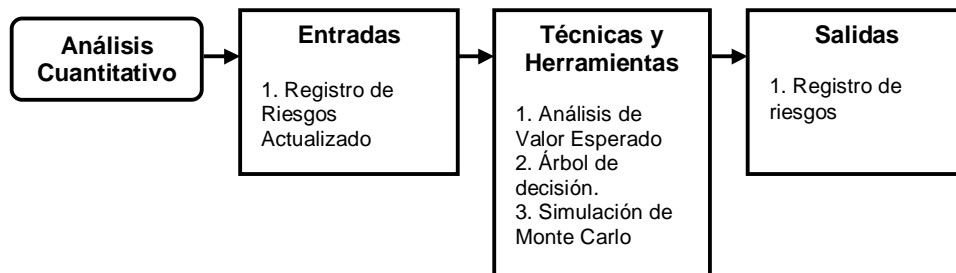 Análisis
Cuantitativo
Entradas
1. Registro de
Riesgos
Actualizado
Técnicas y
Herramientas
1. Análisis de
Valor Esperado
2. Árbol de
decisión.
3. Simulación de
Monte Carlo
Salidas
1. Registro de
riesgos